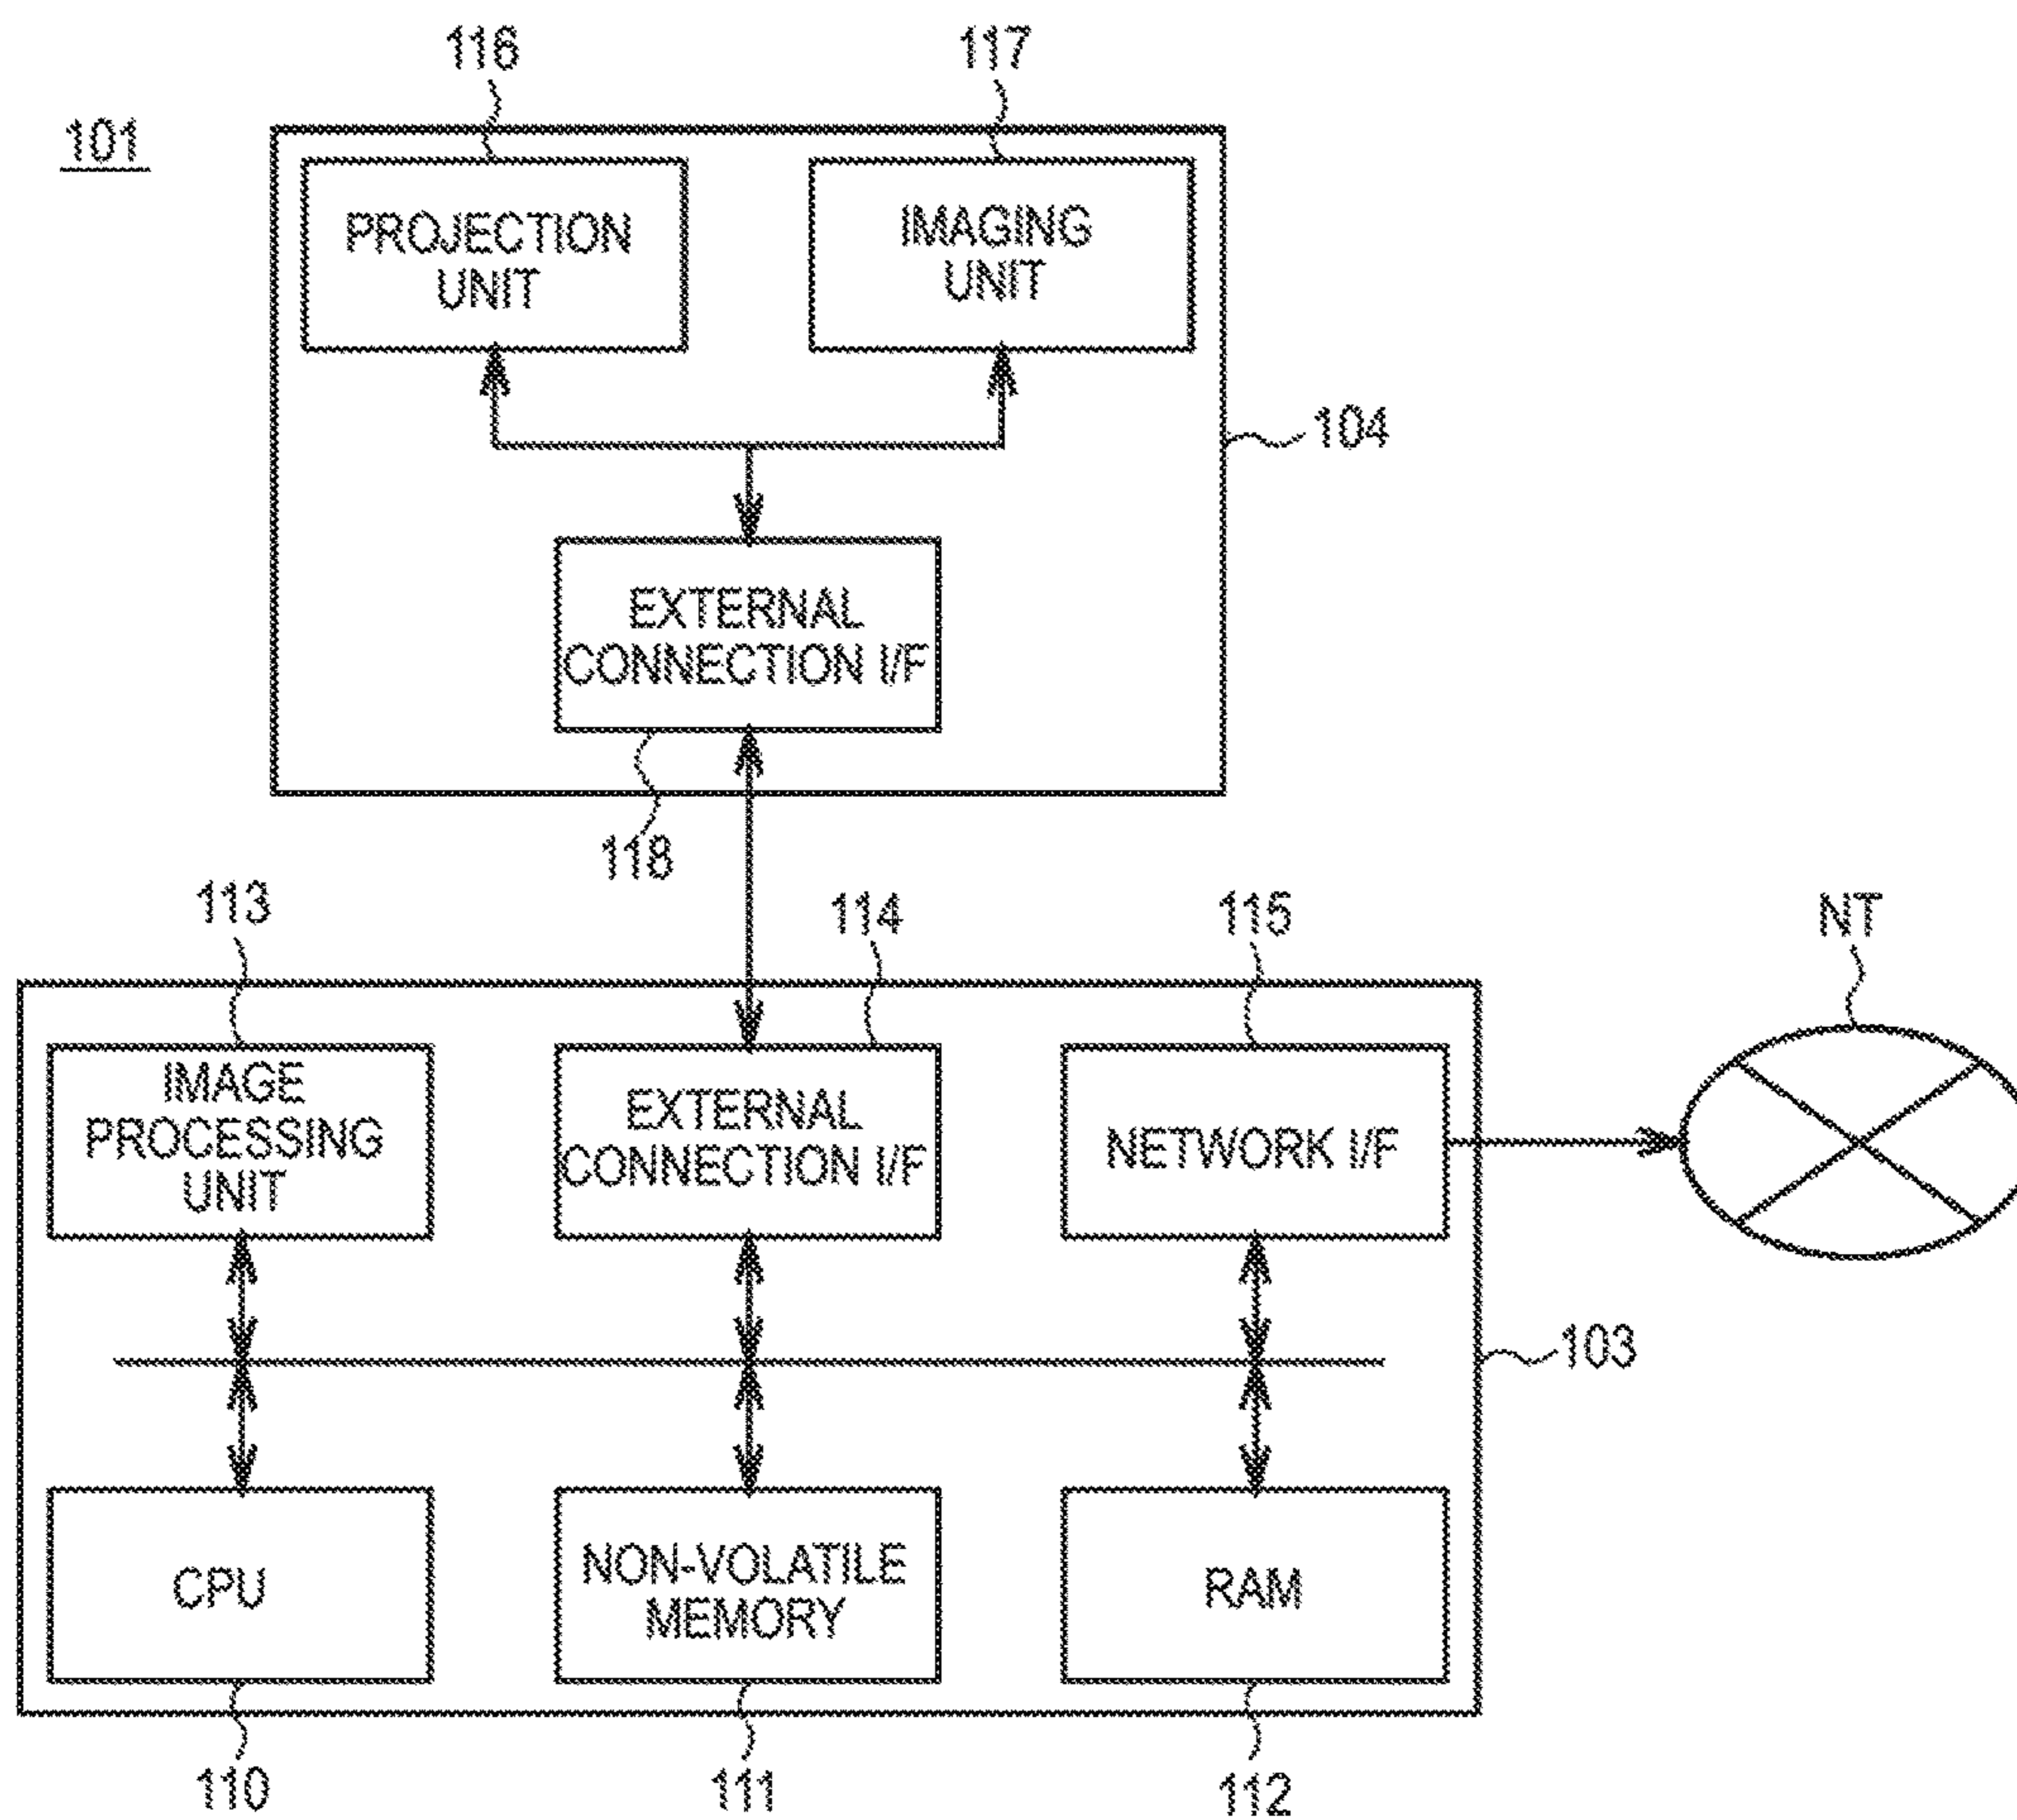 116
117
101
PROJECTION
UNIT
IMAGING
UNIT
104
EXTERNAL
CONNECTION I/F
118
113
114
115
NT
IMAGE
PROCESSING
UNIT
EXTERNAL
CONNECTION I/F
NETWORK I/F
103
CPU
NON-VOLATILE
MEMORY
RAM
110
111
112